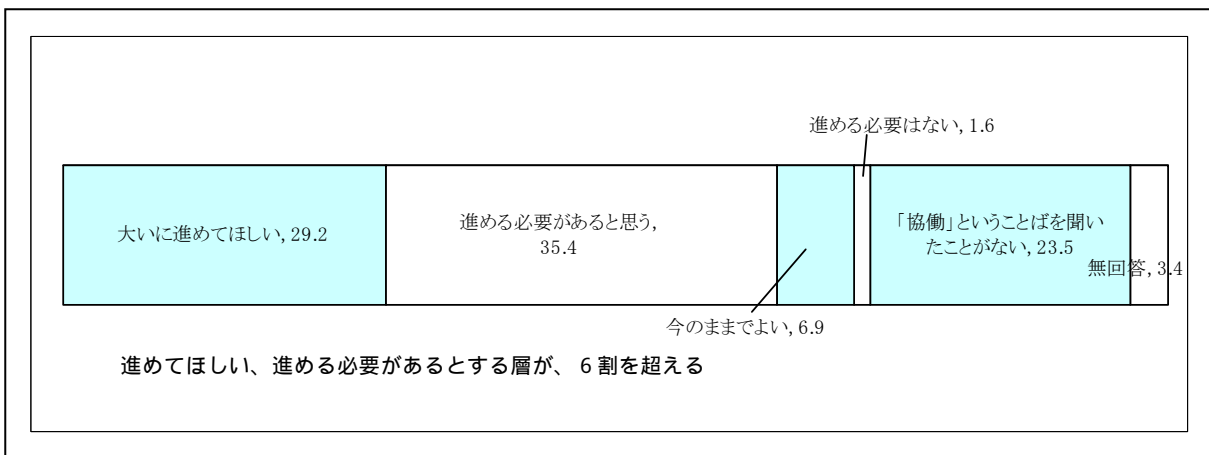 進める必要はない, 1.6
大いに進めてほしい, 29.2
進める必要があると思う,
35.4
「協働」ということばを聞い
たことがない, 23.5
無回答, 3.4
今のままでよい, 6.9
進めてほしい、進める必要があるとする層が、6割を超える